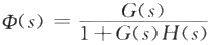 Φ(s) = G(s) / (1 + G(s)H(s))